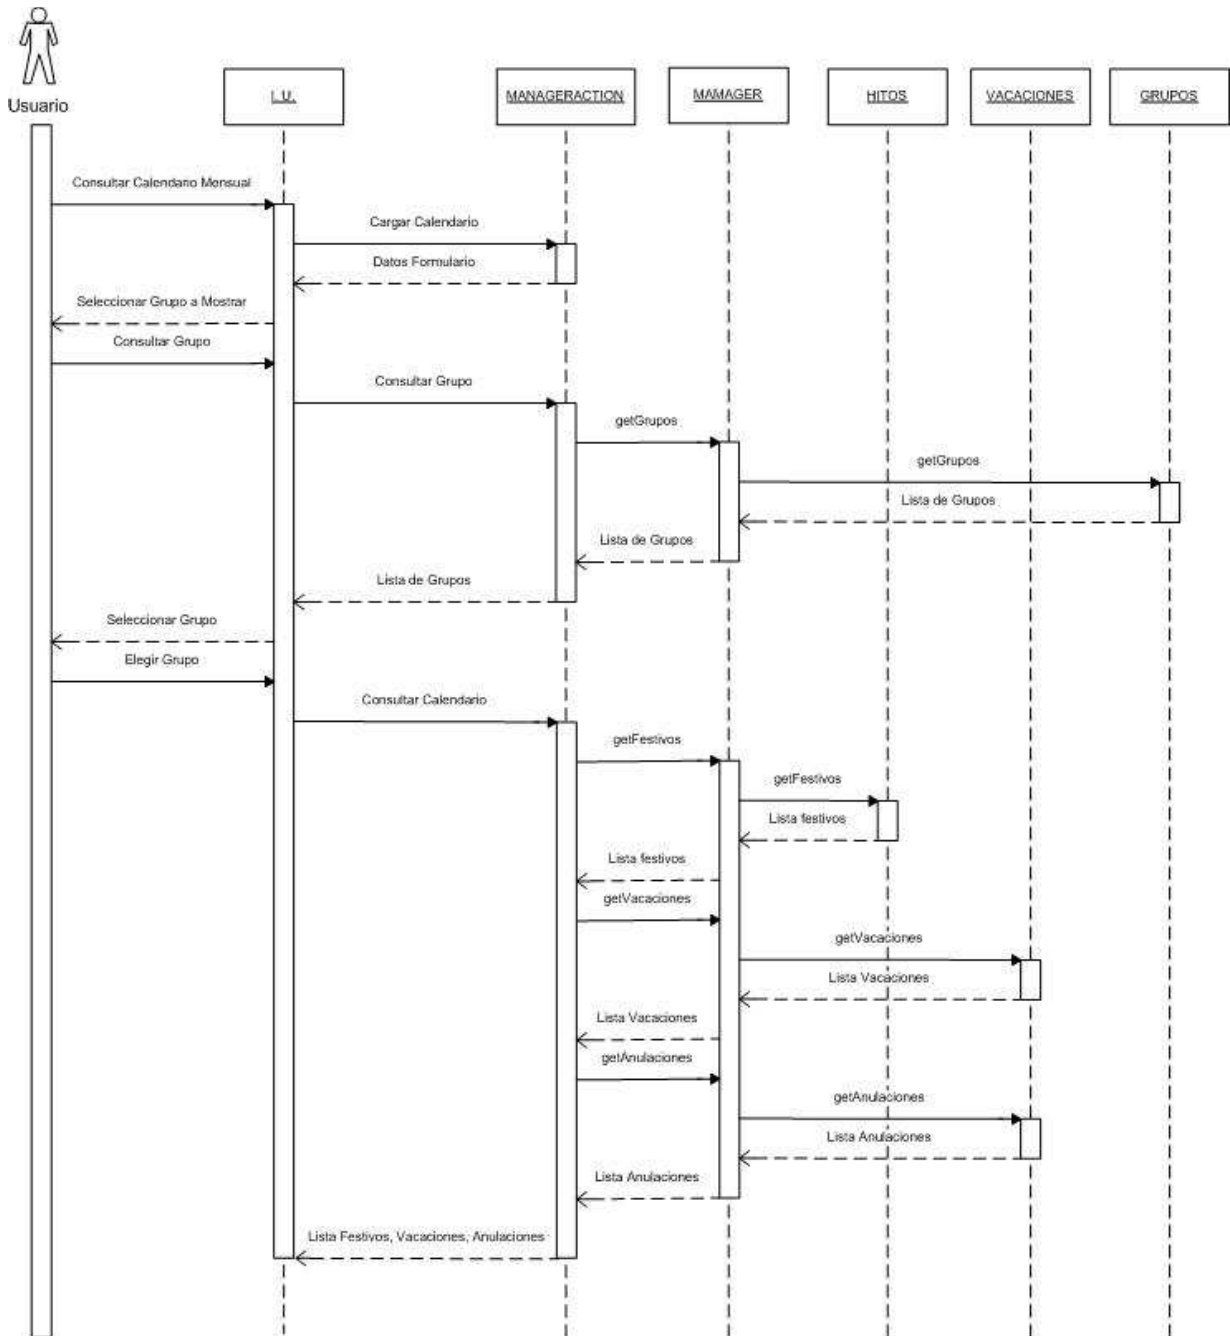 Usuario
I.U.
MANAGERACTION
MAMAGER
HITOS
VACACIONES
GRUPOS
Consultar Calendario Mensual
Cargar Calendario
Datos Formulario
Seleccionar Grupo a Mostrar
Consultar Grupo
Consultar Grupo
getGrupos
getGrupos
Lista de Grupos
Lista de Grupos
Lista de Grupos
Seleccionar Grupo
Elegir Grupo
Consultar Calendario
getFestivos
getFestivos
Lista festivos
Lista festivos
getVacaciones
getVacaciones
Lista Vacaciones
Lista Vacaciones
getAnulaciones
getAnulaciones
Lista Anulaciones
Lista Anulaciones
Lista Festivos, Vacaciones, Anulaciones